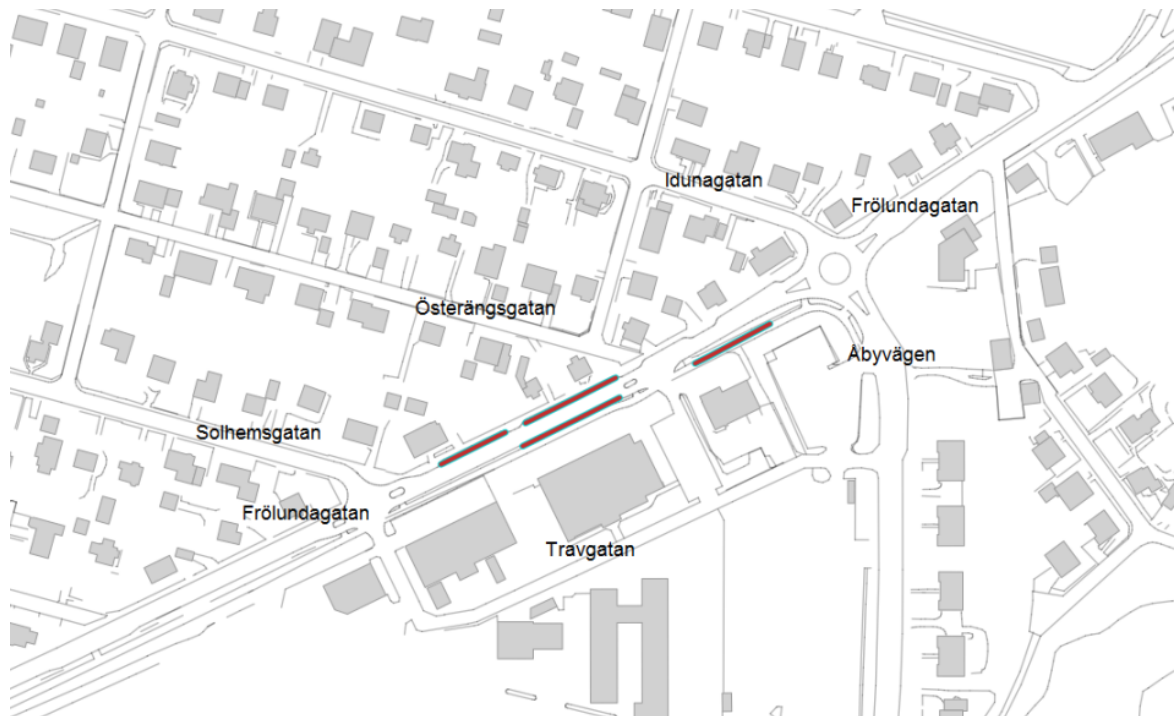 Idunagatan
Frölundagatan
Österängsgatan
Åbyvägen
Solhemsgatan
Frölundagatan
Travgatan